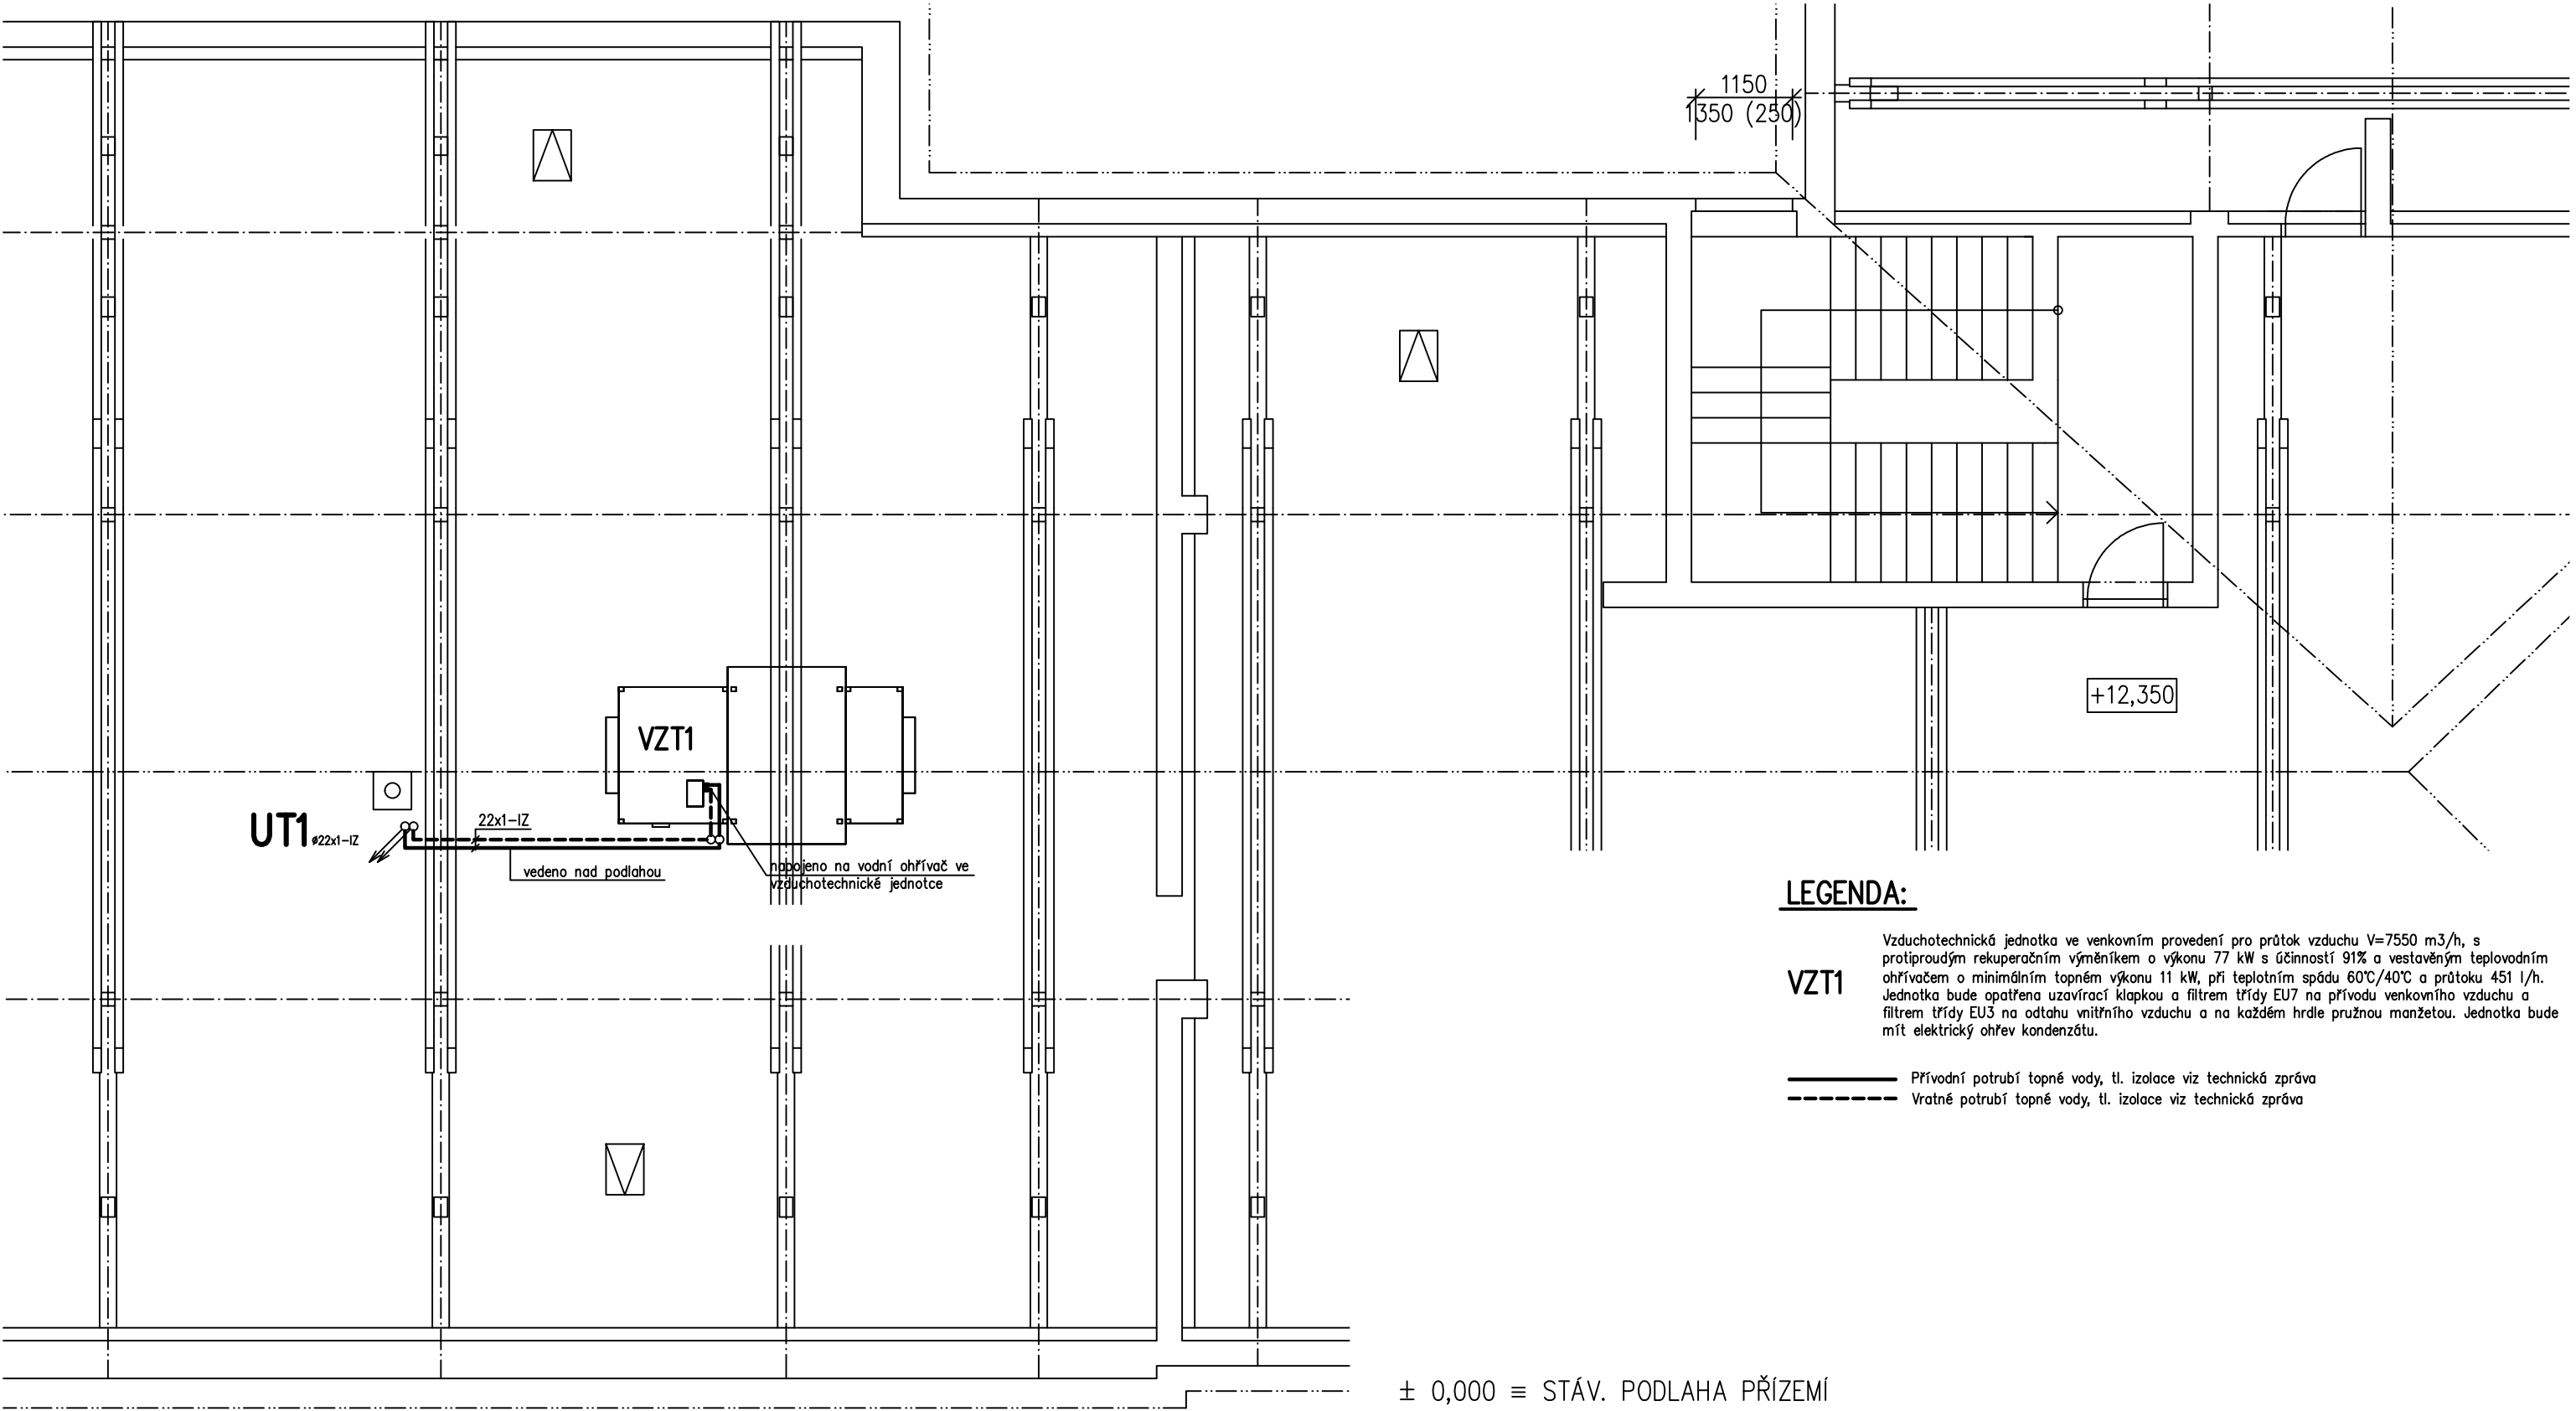 1150
1350 (250)
+12,350
VZT1
UT1 ø22x1-IZ
22x1-IZ
vedeno nad podlahou
napojeno na vodní ohřívač ve
vzduchotechnické jednotce
LEGENDA:
VZT1
Vzduchotechnická jednotka ve venkovním provedení pro průtok vzduchu V=7550 m3/h, s
protiproudým rekuperačním výměníkem o výkonu 77 kW s účinností 91% a vestavěným teplovodním
ohřívačem o minimálním topném výkonu 11 kW, při teplotním spádu 60°C/40°C a průtoku 451 l/h.
Jednotka bude opatřena uzavírací klapkou a filtrem třídy EU7 na přívodu venkovního vzduchu a
filtrem třídy EU3 na odtahu vnitřního vzduchu a na každém hrdle pružnou manžetou. Jednotka bude
mít elektrický ohřev kondenzátu.
Přívodní potrubí topné vody, tl. izolace viz technická zpráva
Vratné potrubí topné vody, tl. izolace viz technická zpráva
± 0,000 ≡ STÁV. PODLAHA PŘÍZEMÍ